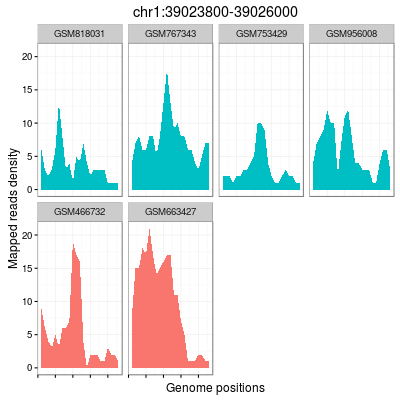 chr1:39023800-39026000
GSM818031 GSM767343 GSM753429 GSM956008
20
15
10
5
0
Mapped reads density
GSM466732 GSM663427
20
15
10
5
0
Genome positions